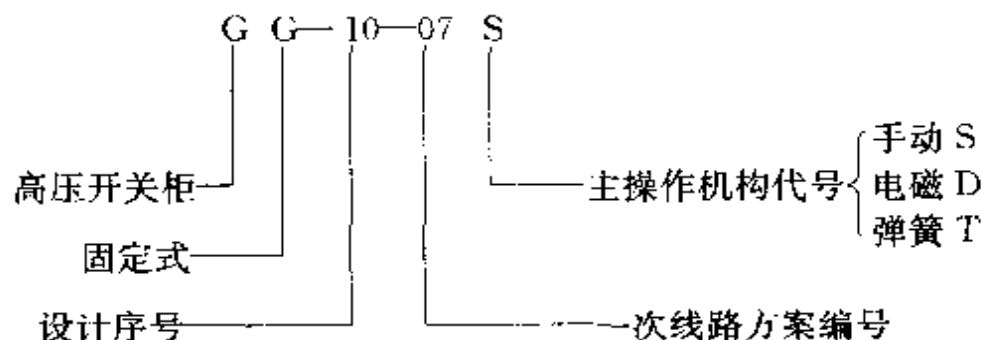 G G—10—07 S
手动 S
高压开关柜 主操作机构代号 电磁 D
弹簧 T
固定式
设计序号 一次线路方案编号